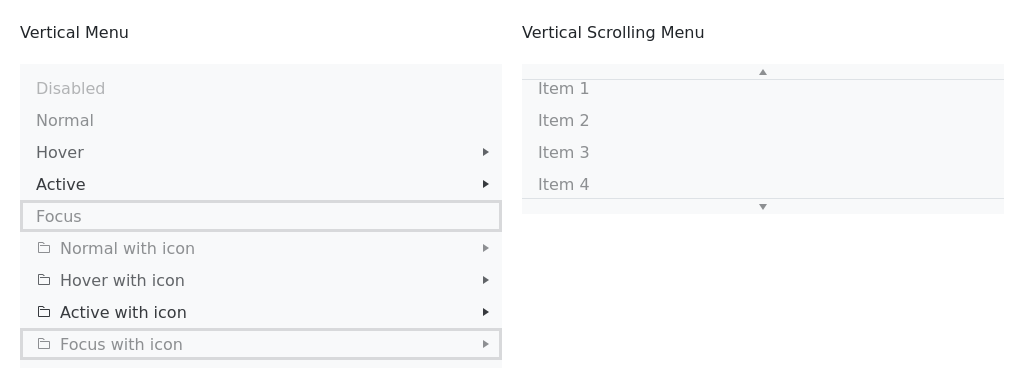 Vertical Menu
Disabled
Normal
Hover
Active
Focus
Normal with icon
Hover with icon
Active with icon
Focus with icon
Vertical Scrolling Menu
Item 1
Item 2
Item 3
Item 4